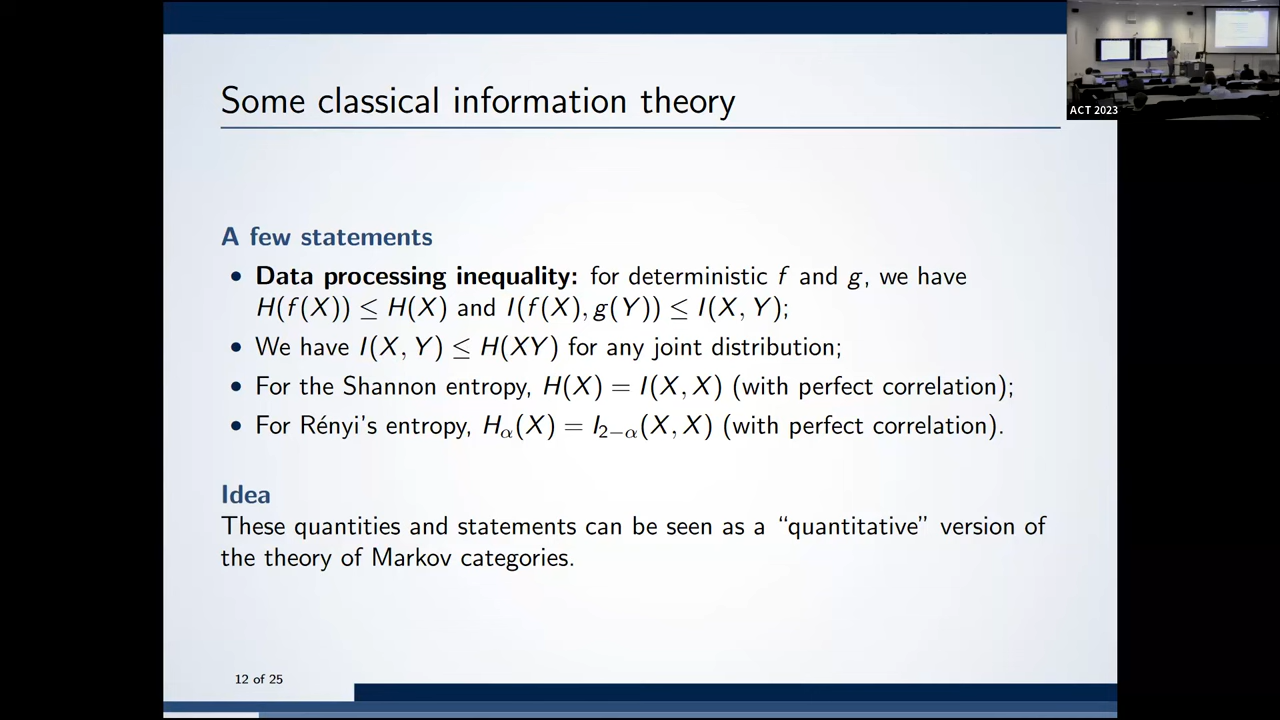 Some classical information theory
ACT 2023
A few statements
• Data processing inequality: for deterministic f and g, we have
H(f(X)) ≤ H(X) and I(f(X), g(Y)) ≤ I(X, Y);
• We have I(X, Y) ≤ H(XY) for any joint distribution;
• For the Shannon entropy, H(X) = I(X, X) (with perfect correlation);
• For Rényi's entropy, H_α(X) = I_{2−α}(X, X) (with perfect correlation).
Idea
These quantities and statements can be seen as a “quantitative” version of
the theory of Markov categories.
12 of 25